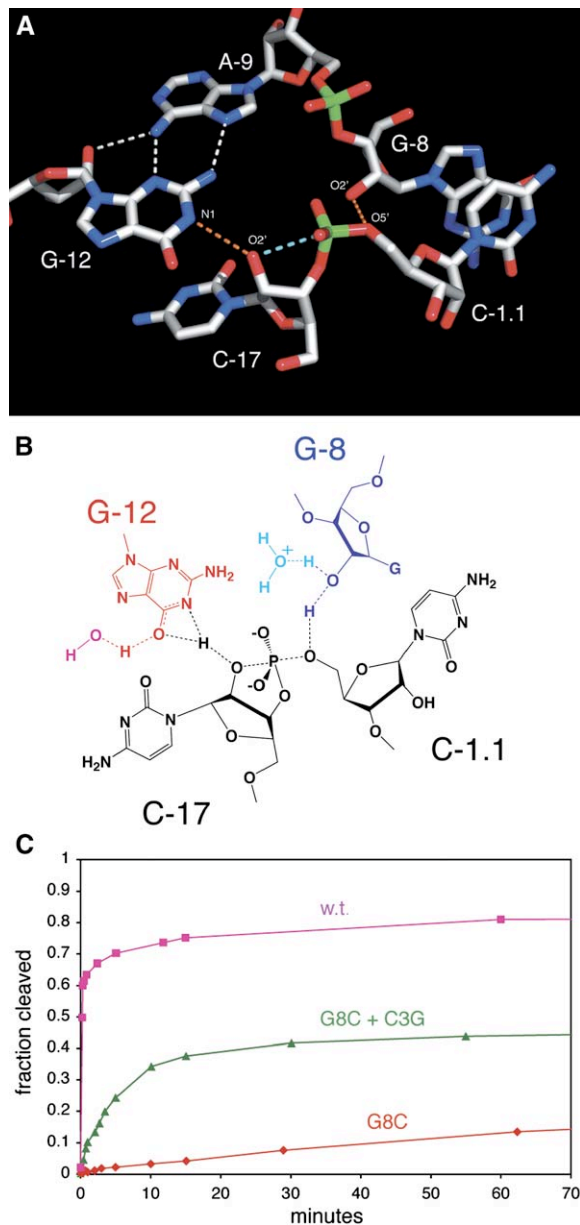 A
A-9
G-8
O2'
O5'
N1
O2'
G-12
C-17
C-1.1
B
G-8
G-12
H
H
O
+
H
O
O
O
G
O
H
N
N
NH2
N
N
O
H
O
H
H
-O
O
P
O
-O
O
O
O
N
N
H2N
O
O
NH2
N
N
O
O
OH
O
C-1.1
C-17
C
1
0.9
0.8
0.7
0.6
0.5
0.4
0.3
0.2
0.1
0
fraction cleaved
w.t.
G8C + C3G
G8C
0
10
20
30
40
50
60
70
minutes